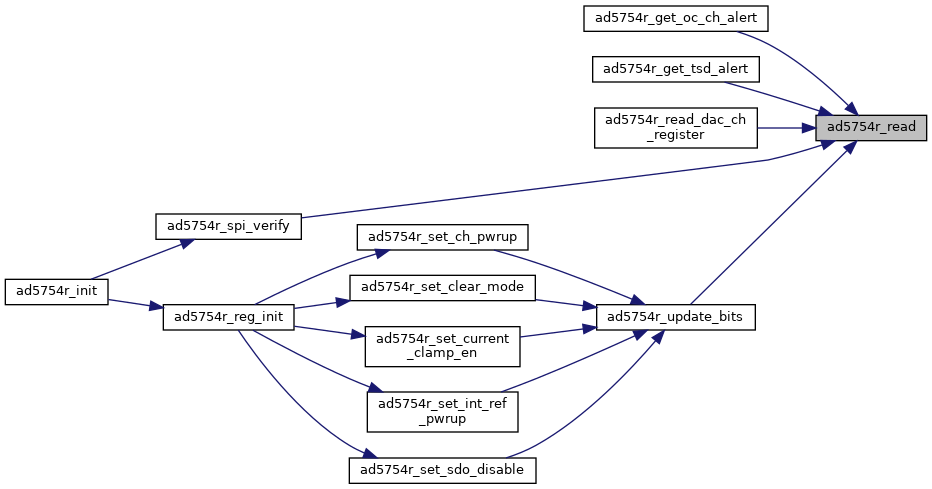 ad5754r_get_oc_ch_alert
ad5754r_get_tsd_alert
ad5754r_read_dac_ch
_register
ad5754r_read
ad5754r_spi_verify
ad5754r_set_ch_pwrup
ad5754r_init
ad5754r_set_clear_mode
ad5754r_reg_init
ad5754r_update_bits
ad5754r_set_current
_clamp_en
ad5754r_set_int_ref
_pwrup
ad5754r_set_sdo_disable